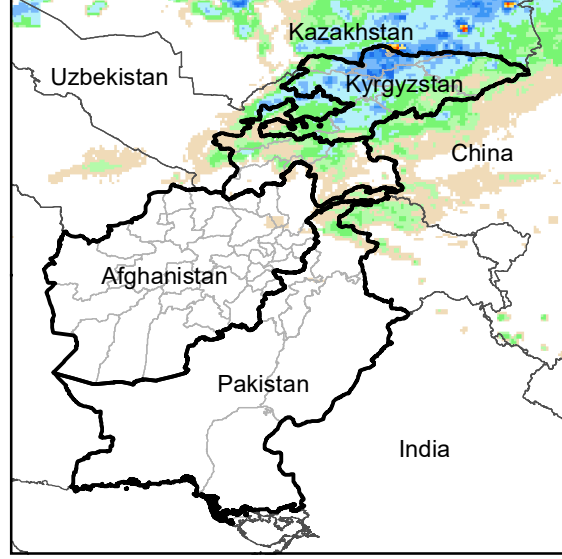 Kazakhstan
Uzbekistan
Kyrgyzstan
China
Afghanistan
Pakistan
India